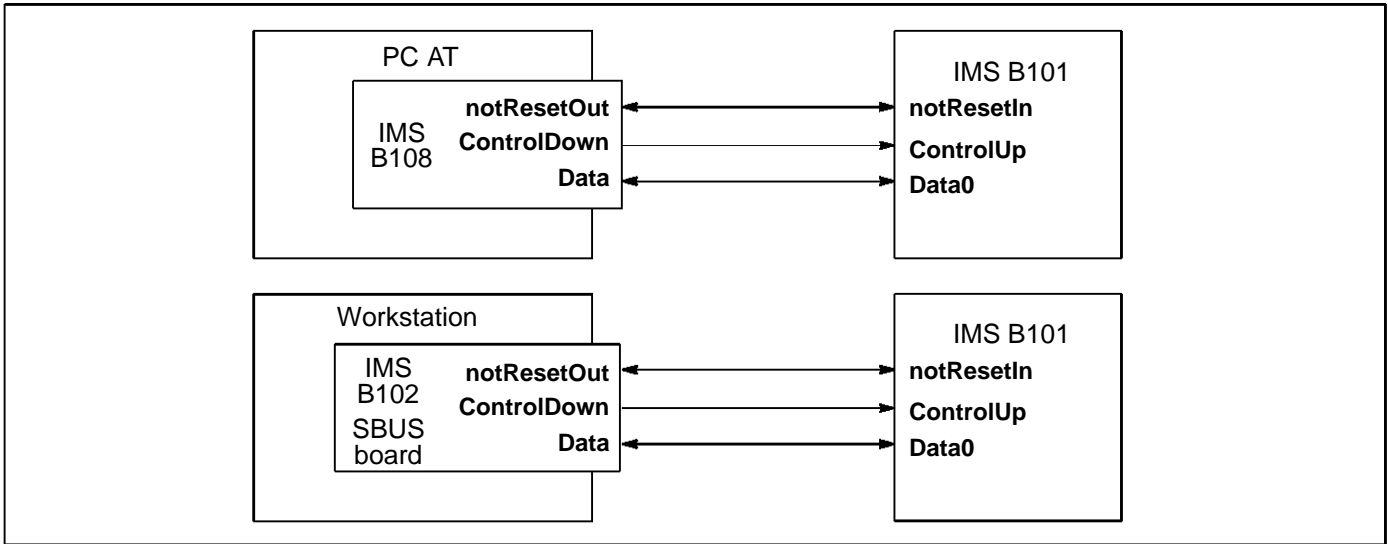 PC AT
IMS
B108
notResetOut
ControlDown
Data
IMS B101
notResetIn
ControlUp
Data0
Workstation
IMS
B102
SBUS
board
notResetOut
ControlDown
Data
IMS B101
notResetIn
ControlUp
Data0